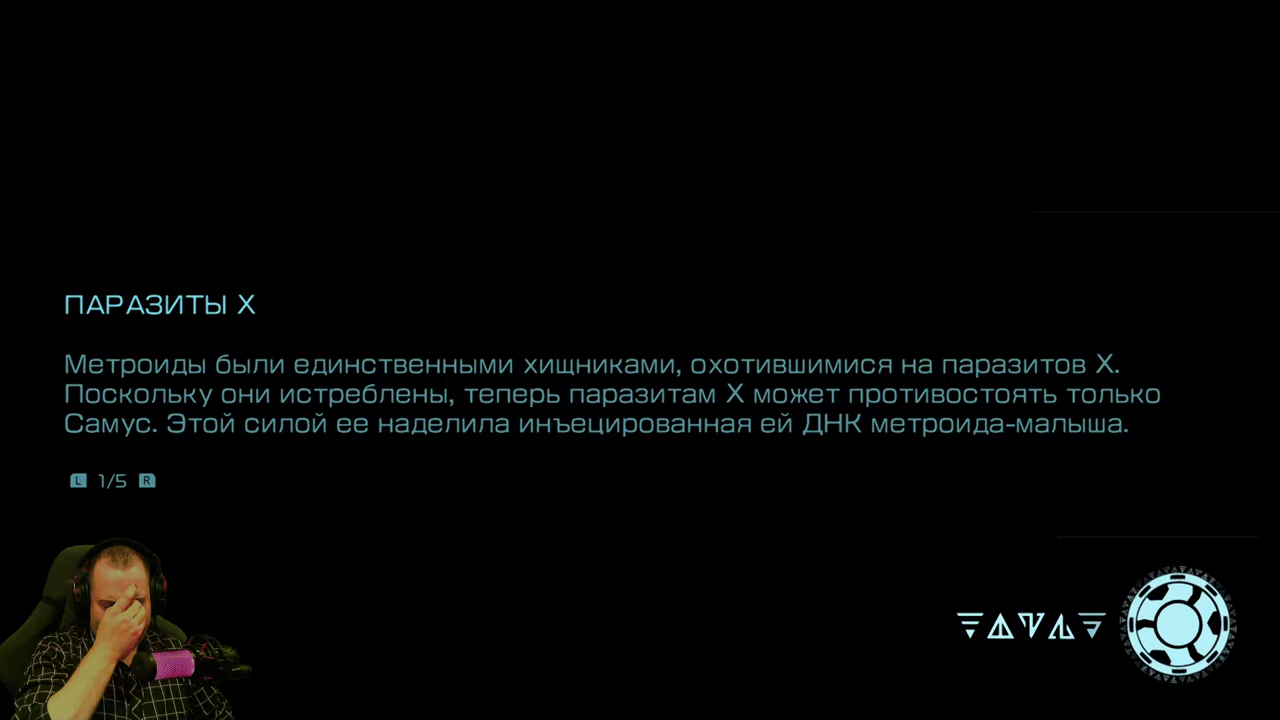 ПАРАЗИТЫ X
Метроиды были единственными хищниками, охотившимися на паразитов X.
Поскольку они истреблены, теперь паразитам X может противостоять только
Самус. Этой силой ее наделила инъецированная ей ДНК метроида-малыша.
L 1/5 R